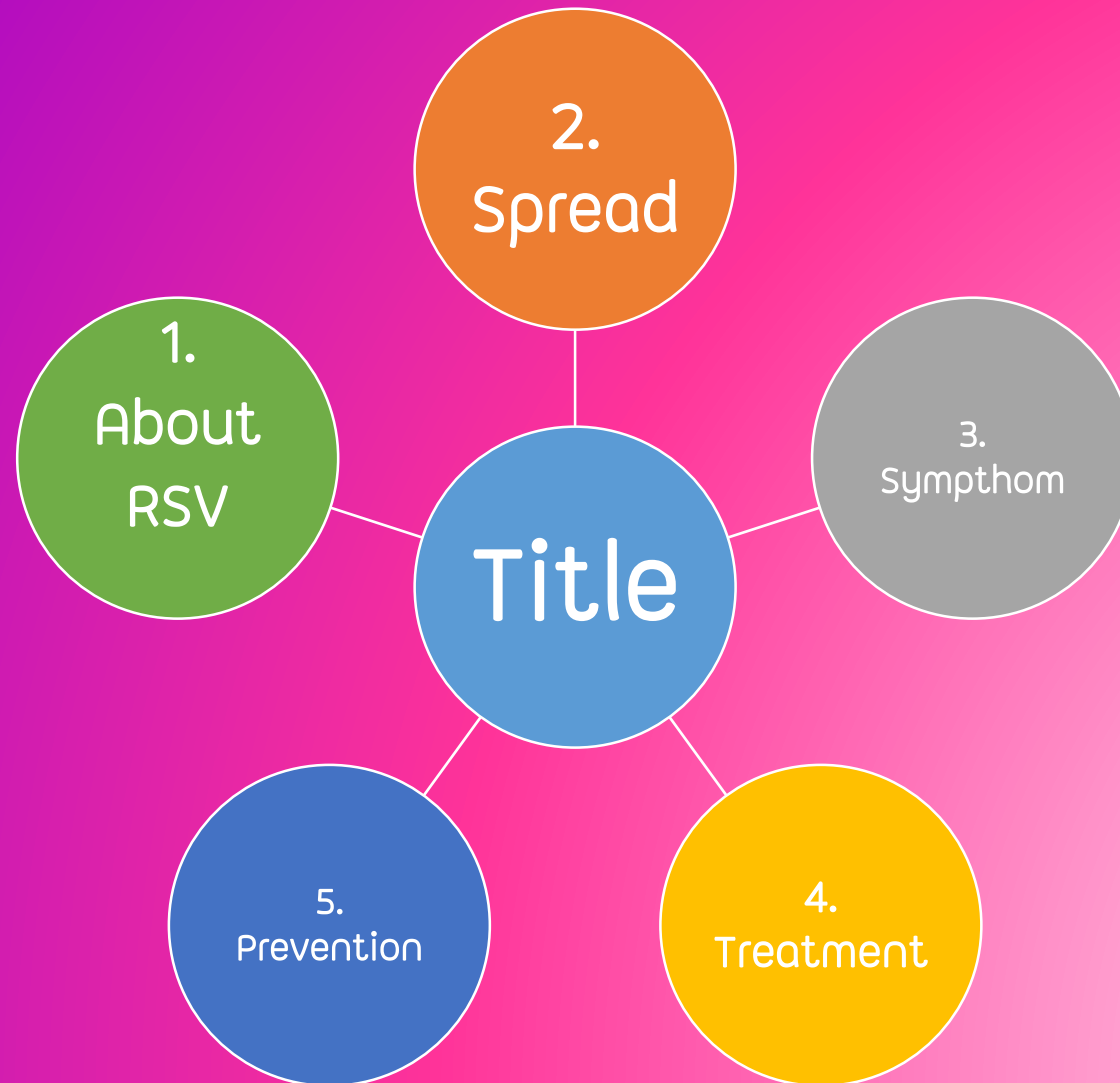 2.
Spread
1.
About
RSV
3.
Sympthom
Title
5.
Prevention
4.
Treatment